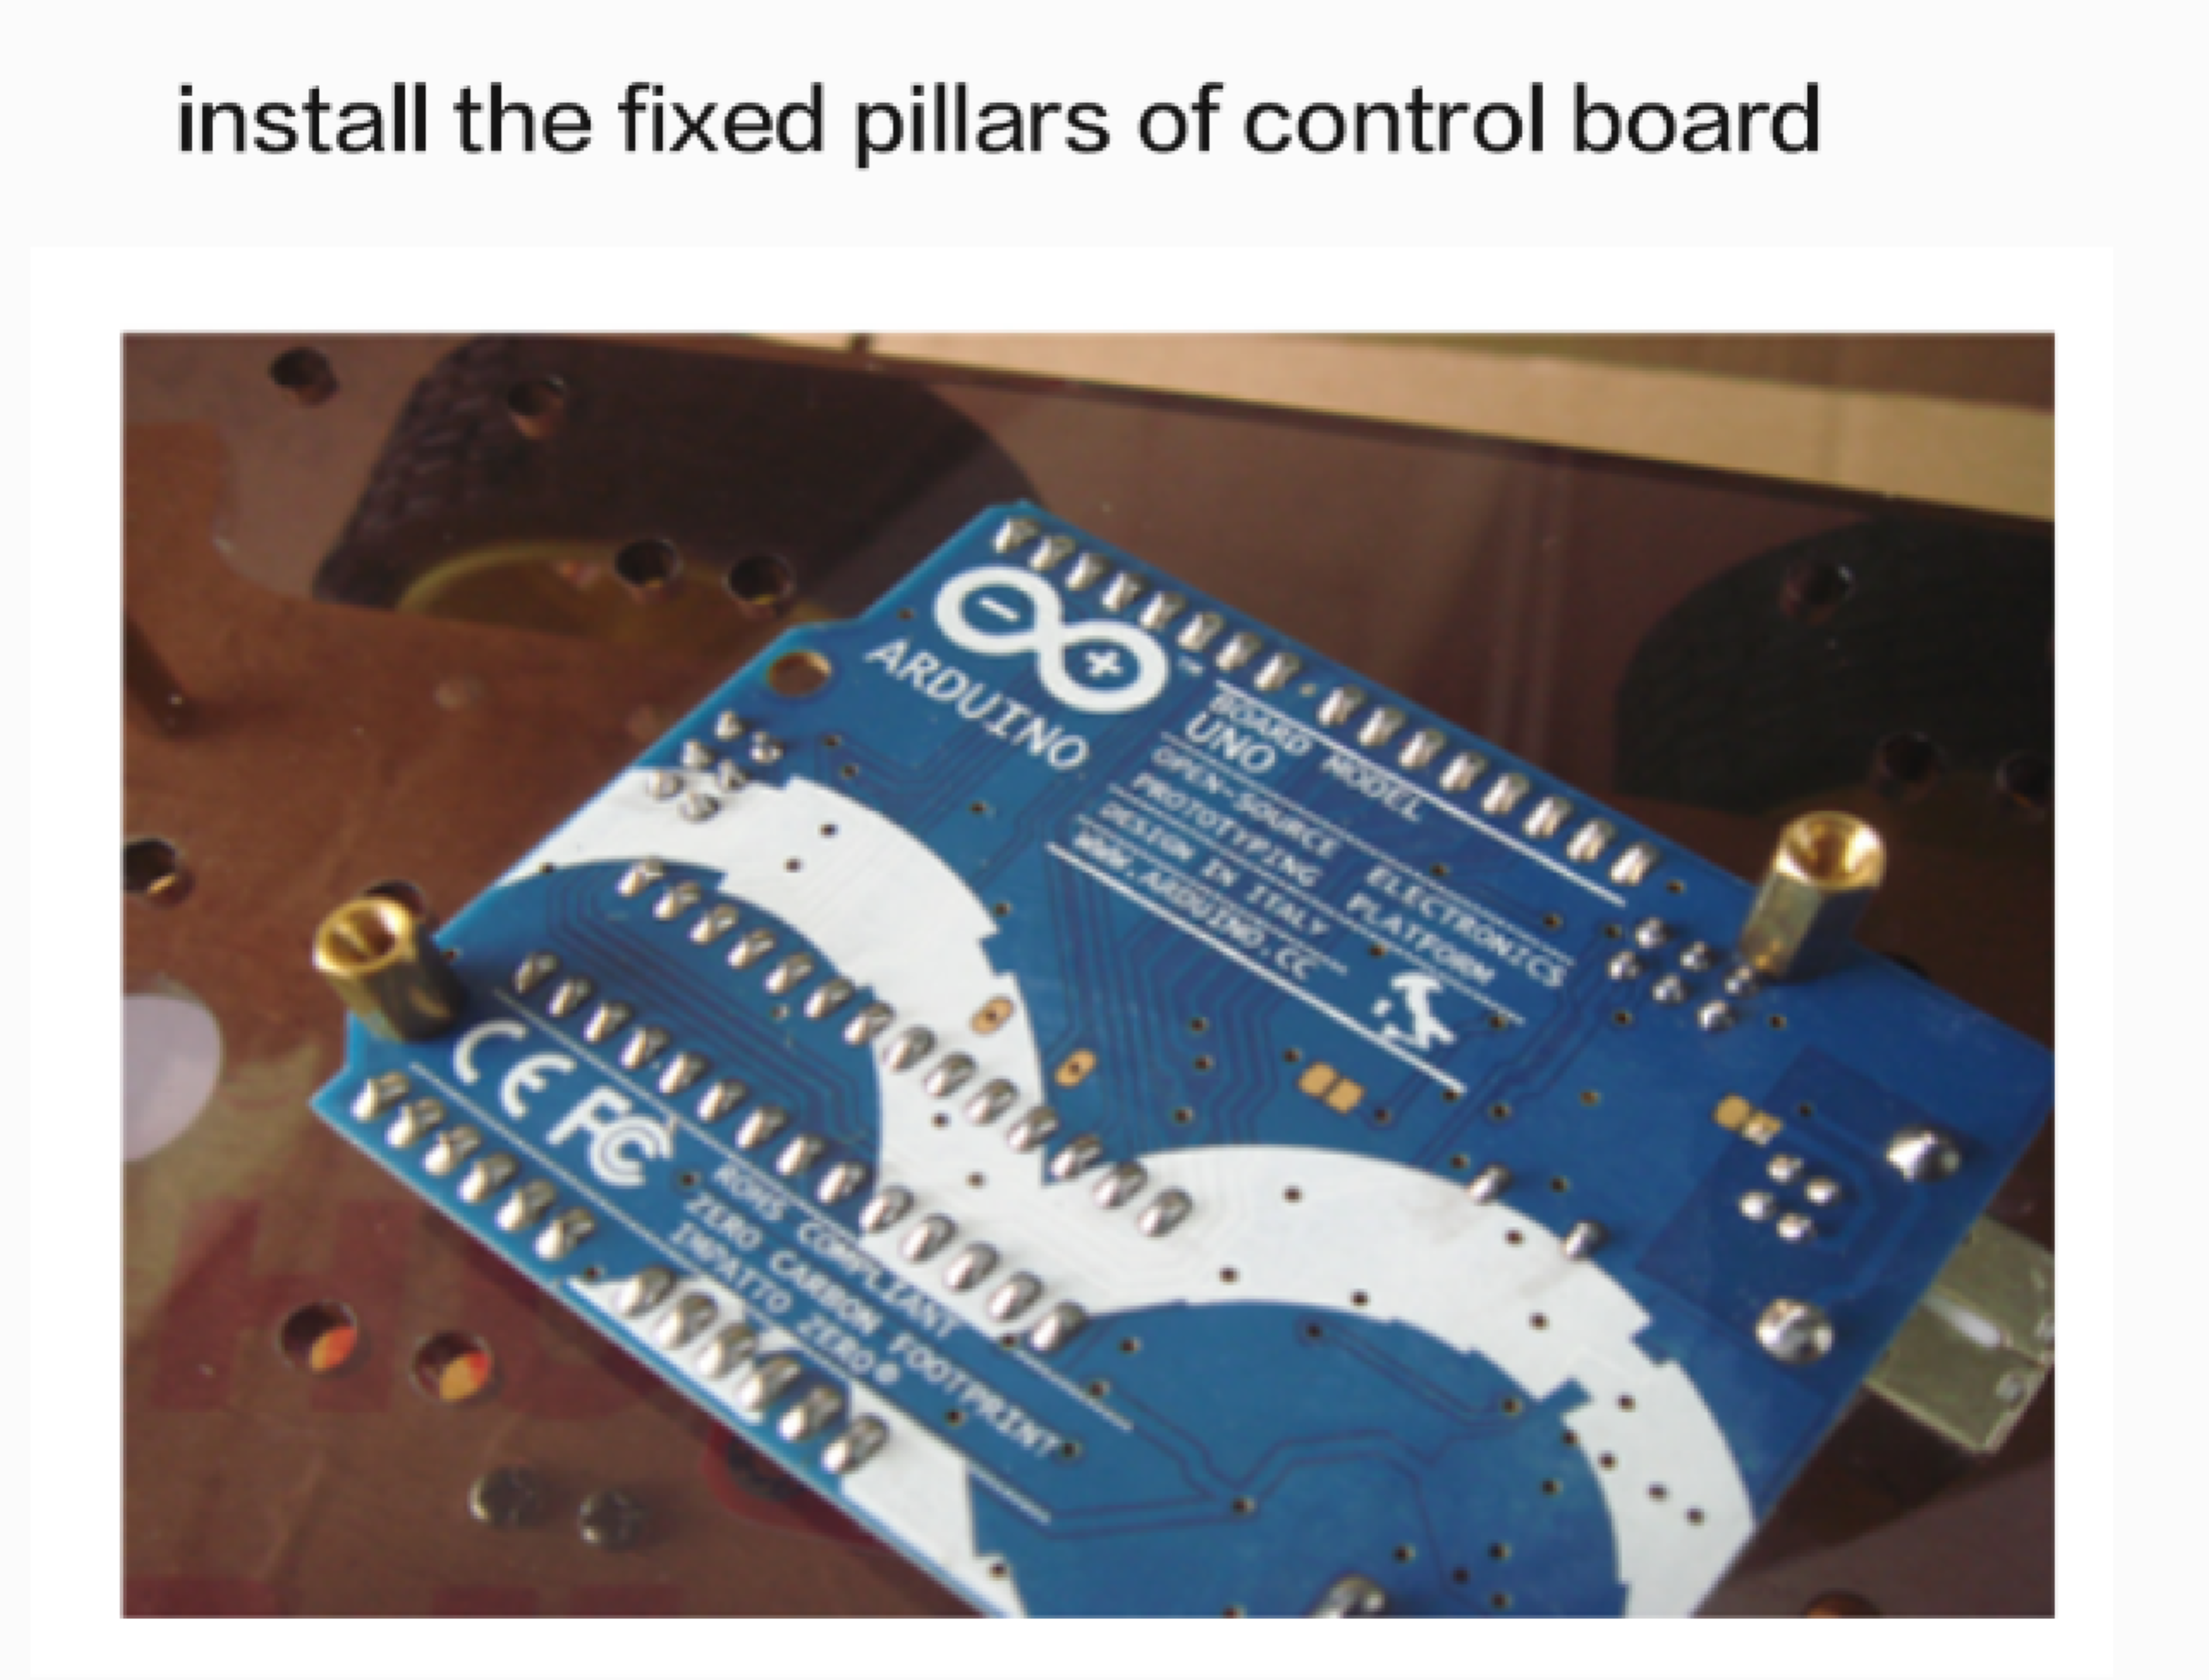 install the fixed pillars of control board
ARDUINO
BOARD MODEL
UNO
OPEN-SOURCE ELECTRONICS
PROTOTYPING PLATFORM
DESIGN IN ITALY
WWW.ARDUINO.CC
CE FC
ROHS COMPLIANT
ZERO CARBON FOOTPRINT
IMPATTO ZERO®